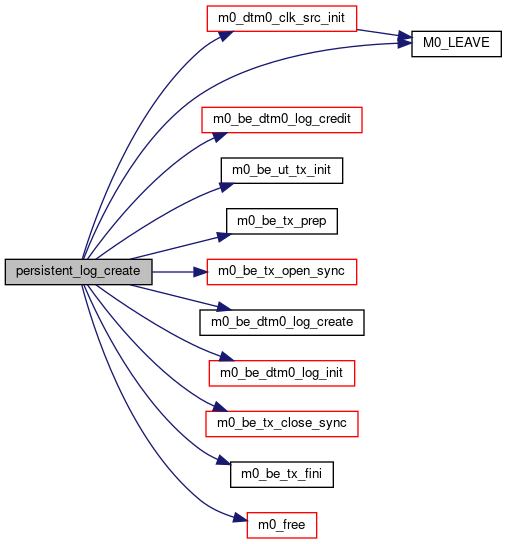 m0_dtm0_clk_src_init
M0_LEAVE
m0_be_dtm0_log_credit
m0_be_ut_tx_init
m0_be_tx_prep
persistent_log_create
m0_be_tx_open_sync
m0_be_dtm0_log_create
m0_be_dtm0_log_init
m0_be_tx_close_sync
m0_be_tx_fini
m0_free